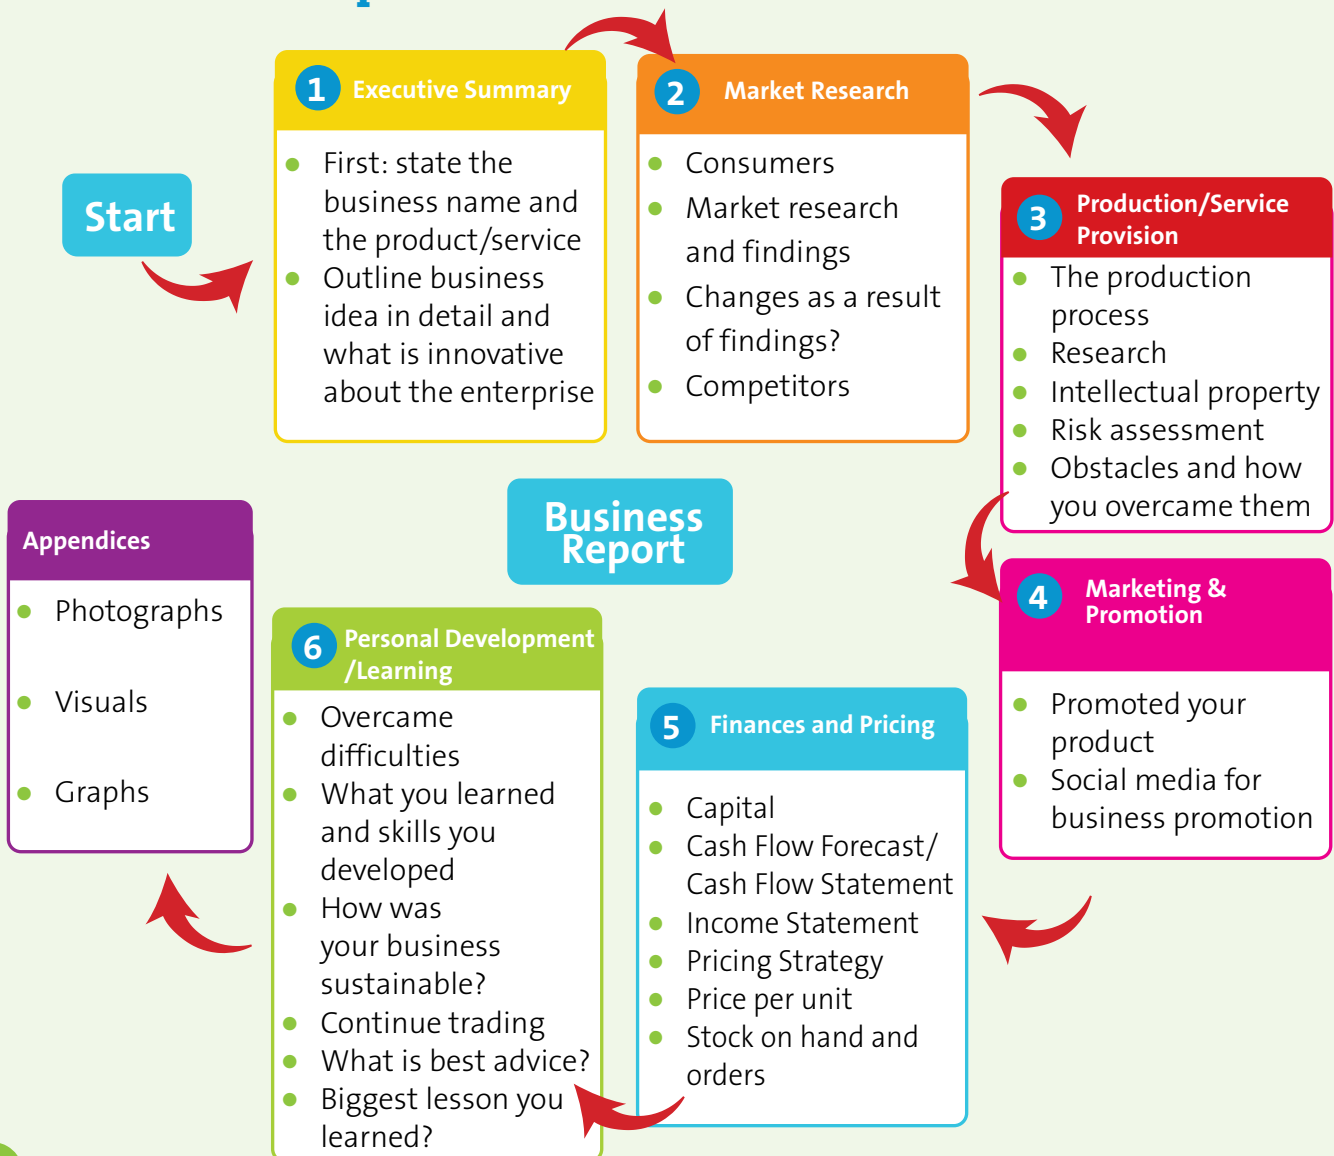 Start
1 Executive Summary
First: state the
business name and
the product/service
Outline business
idea in detail and
what is innovative
about the enterprise
2 Market Research
Consumers
Market research
and findings
Changes as a result
of findings?
Competitors
3 Production/Service
Provision
The production
process
Research
Intellectual property
Risk assessment
Obstacles and how
you overcame them
Business
Report
4 Marketing &
Promotion
Promoted your
product
Social media for
business promotion
5 Finances and Pricing
Capital
Cash Flow Forecast/
Cash Flow Statement
Income Statement
Pricing Strategy
Price per unit
Stock on hand and
orders
6 Personal Development
/Learning
Overcame
difficulties
What you learned
and skills you
developed
How was
your business
sustainable?
Continue trading
What is best advice?
Biggest lesson you
learned?
Appendices
Photographs
Visuals
Graphs